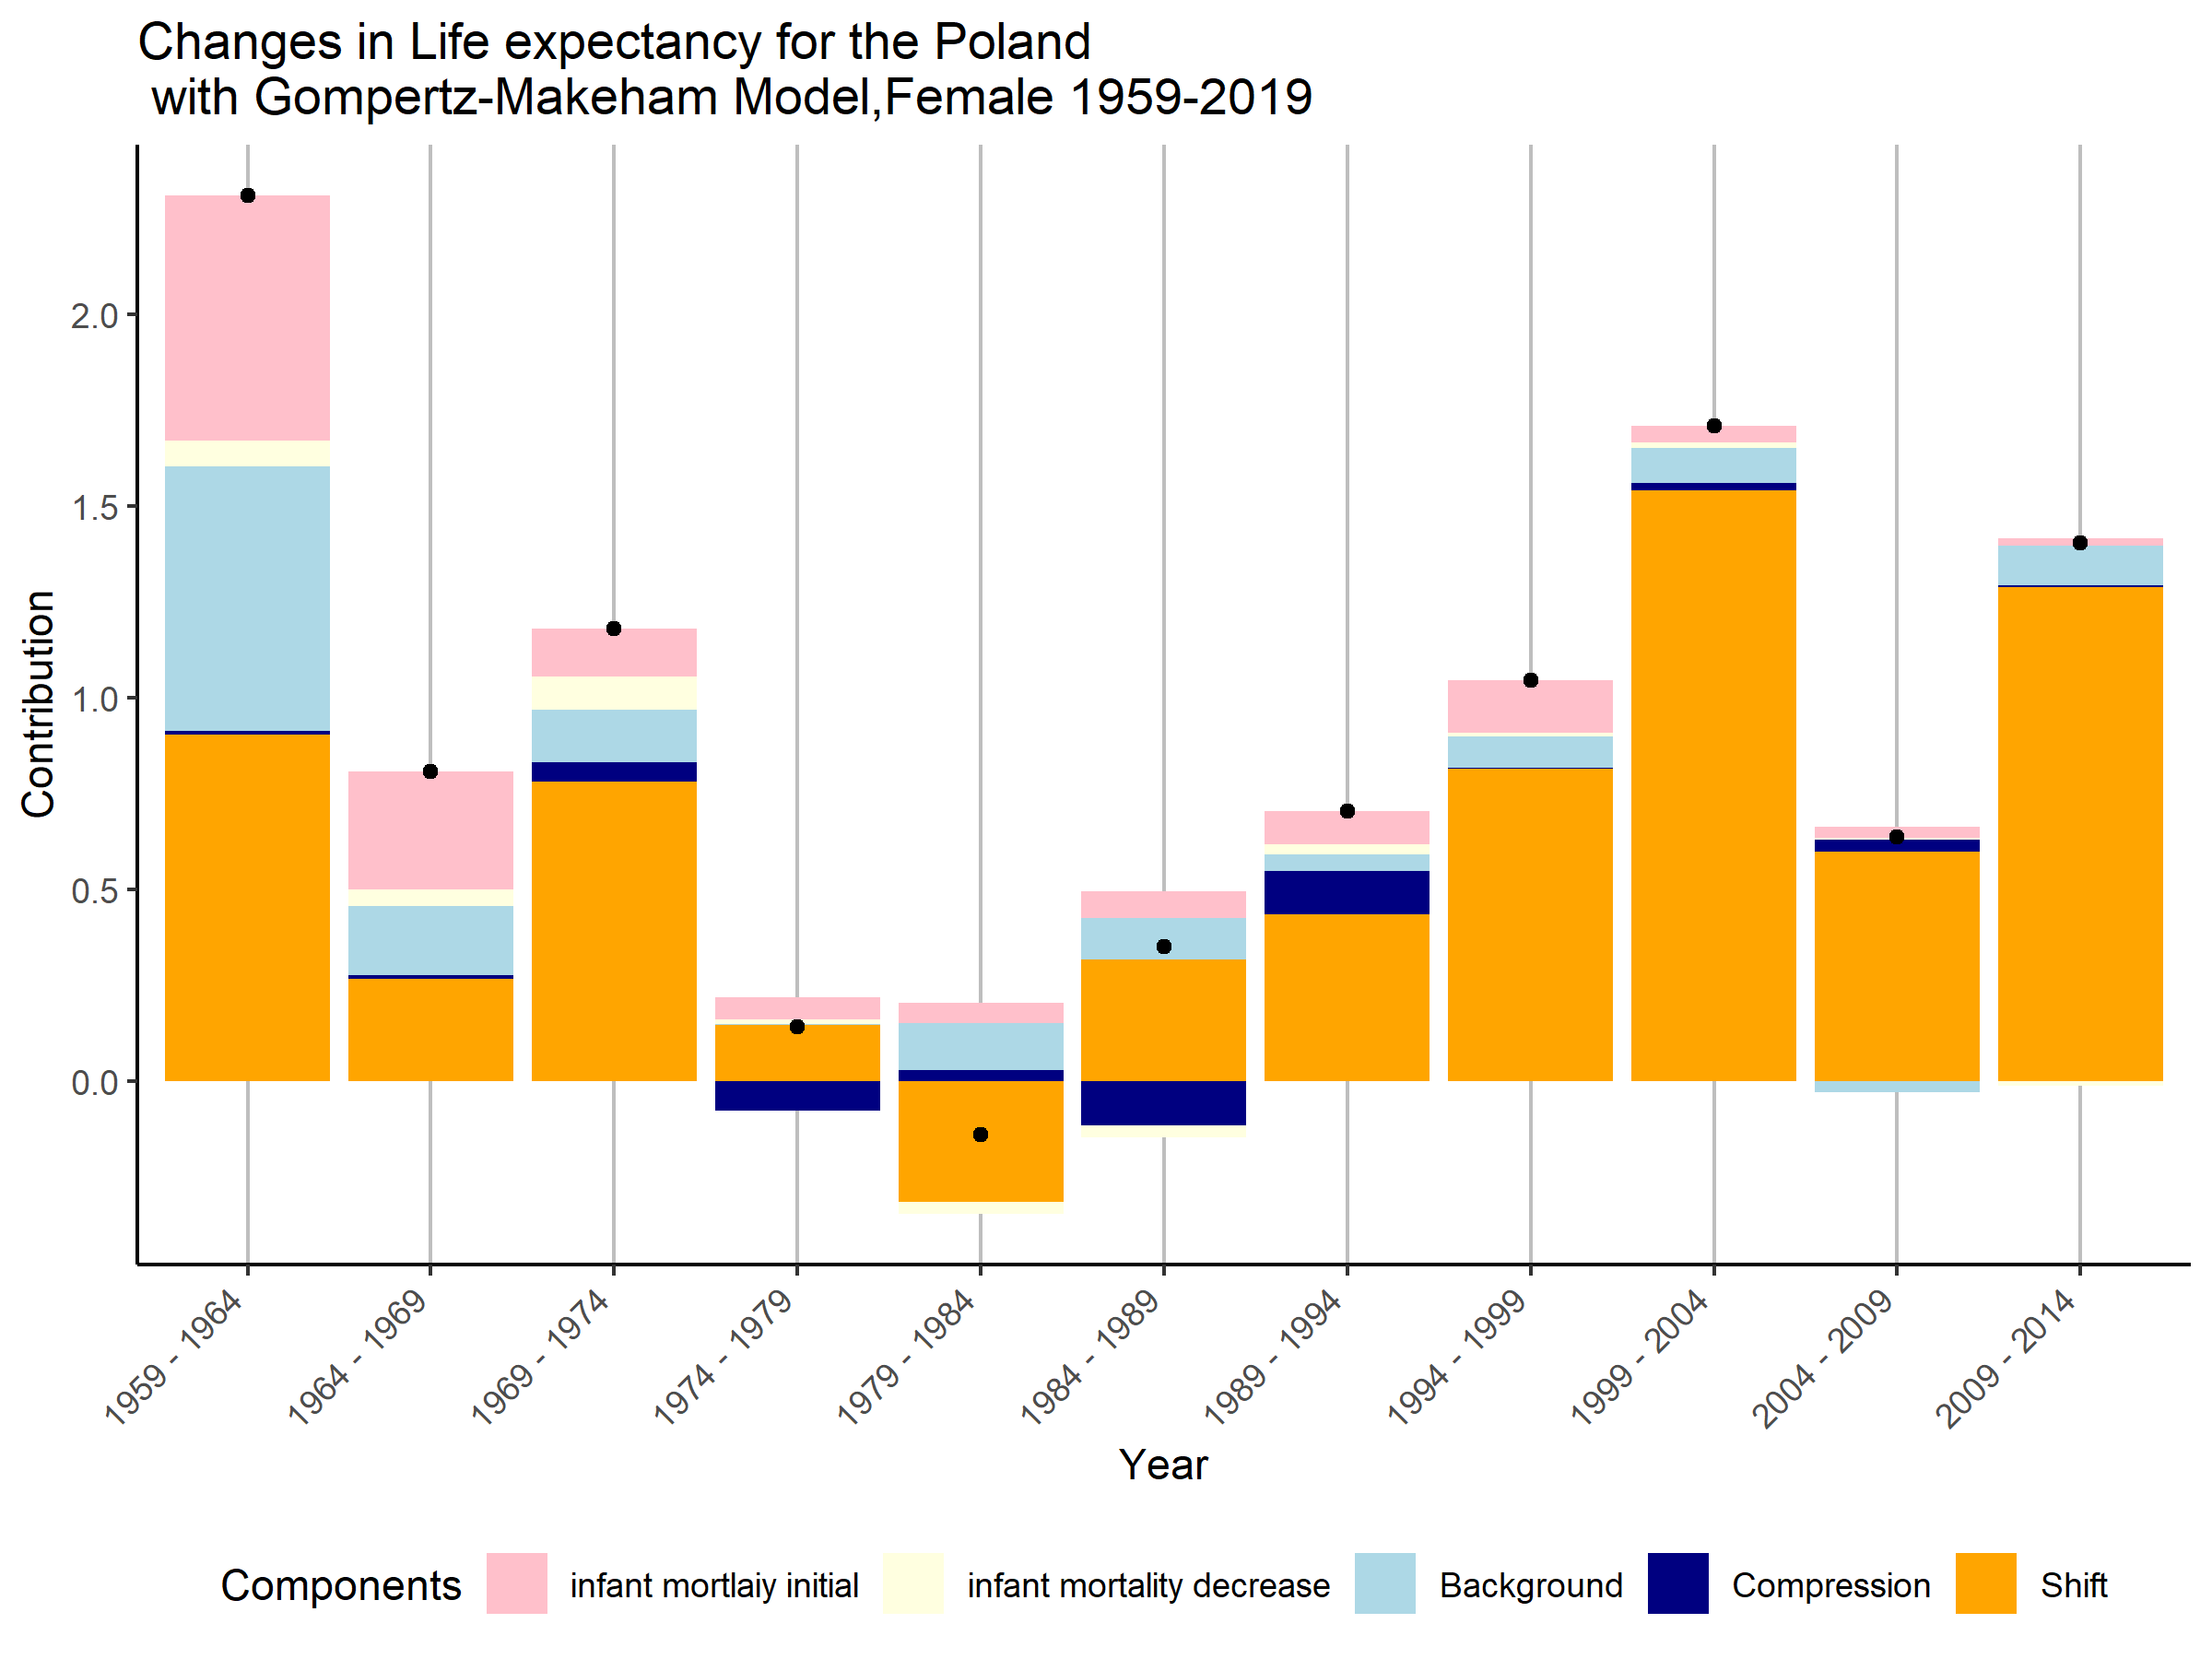 Changes in Life expectancy for the Poland
with Gompertz-Makeham Model,Female 1959-2019
Contribution
2.0
1.5
1.0
0.5
0.0
1959 - 1964
1964 - 1969
1969 - 1974
1974 - 1979
1979 - 1984
1984 - 1989
1989 - 1994
1994 - 1999
1999 - 2004
2004 - 2009
2009 - 2014
Year
Components infant mortlaiy initial infant mortality decrease Background Compression Shift